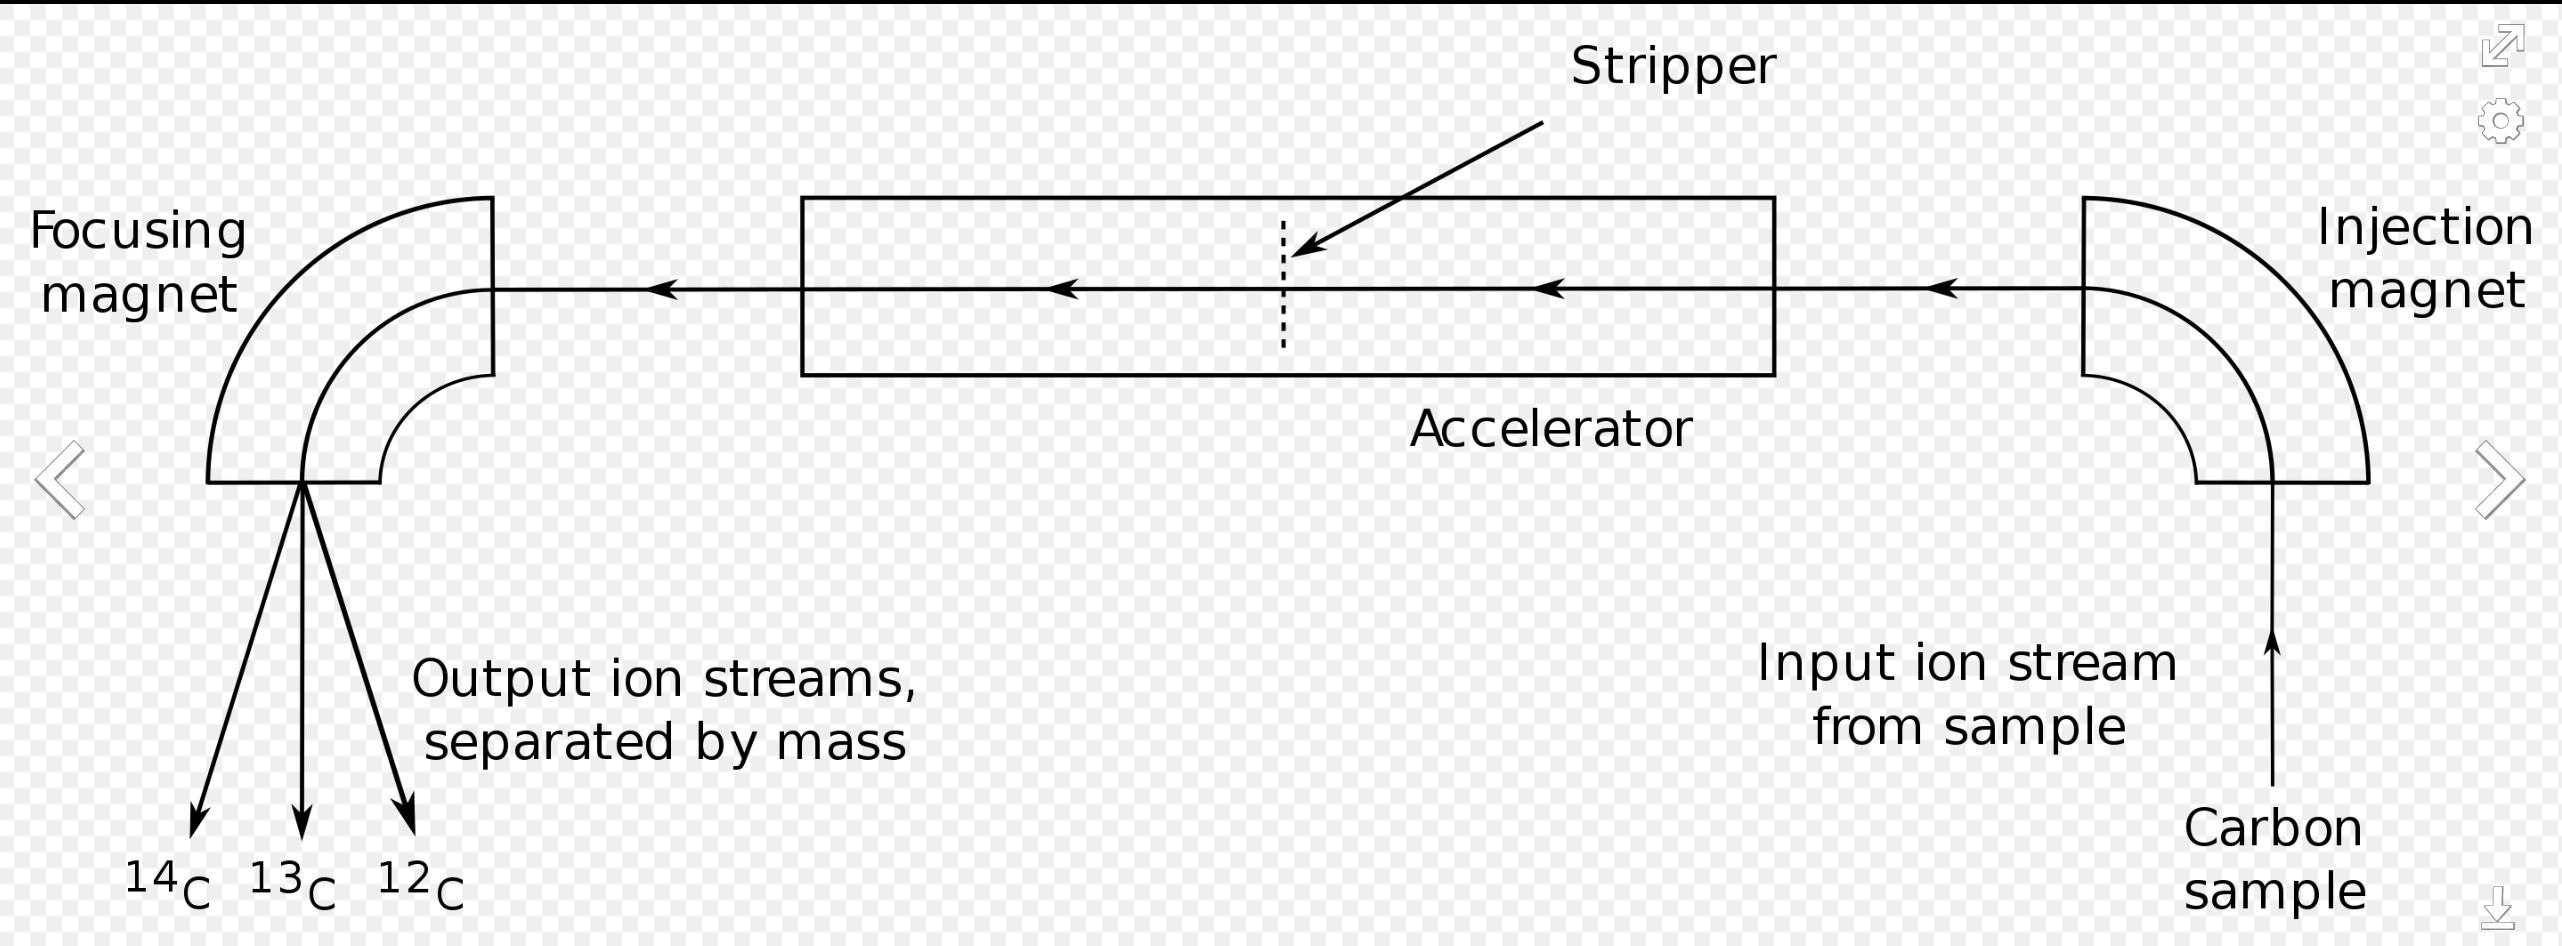 Stripper
Focusing
magnet
Injection
magnet
Accelerator
Output ion streams,
separated by mass
Input ion stream
from sample
Carbon
sample
¹⁴C ¹³C ¹²C